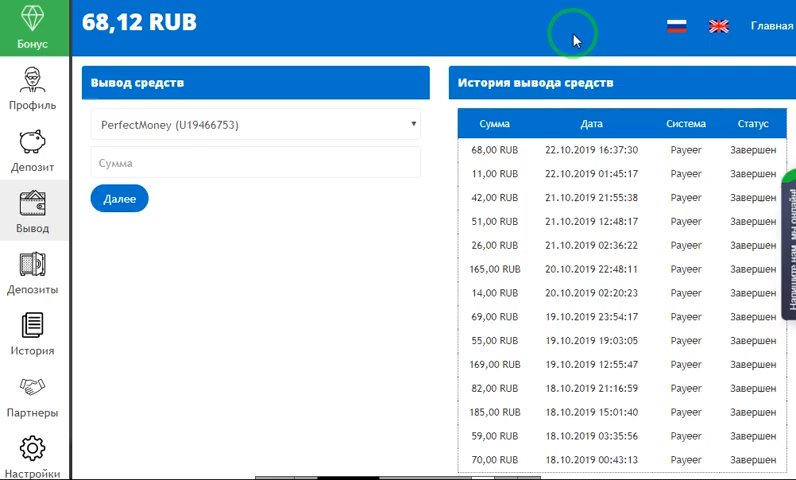 68,12 RUB
Главная
Бонус
Профиль
Депозит
Вывод
Депозиты
История
Партнеры
Настройки
Вывод средств
PerfectMoney (U19466753)
Сумма
Далее
История вывода средств
Сумма Дата Система Статус
68,00 RUB 22.10.2019 16:37:30 Payeer Завершен
11,00 RUB 22.10.2019 01:45:17 Payeer Завершен
42,00 RUB 21.10.2019 21:55:38 Payeer Завершен
51,00 RUB 21.10.2019 12:48:17 Payeer Завершен
26,00 RUB 21.10.2019 02:36:22 Payeer Завершен
165,00 RUB 20.10.2019 22:48:11 Payeer Завершен
14,00 RUB 20.10.2019 02:20:23 Payeer Завершен
69,00 RUB 19.10.2019 23:54:17 Payeer Завершен
55,00 RUB 19.10.2019 19:03:05 Payeer Завершен
169,00 RUB 19.10.2019 12:55:47 Payeer Завершен
82,00 RUB 18.10.2019 21:16:59 Payeer Завершен
185,00 RUB 18.10.2019 15:01:40 Payeer Завершен
59,00 RUB 18.10.2019 03:35:56 Payeer Завершен
70,00 RUB 18.10.2019 00:43:13 Payeer Завершен
Напишите нам, мы онлайн!